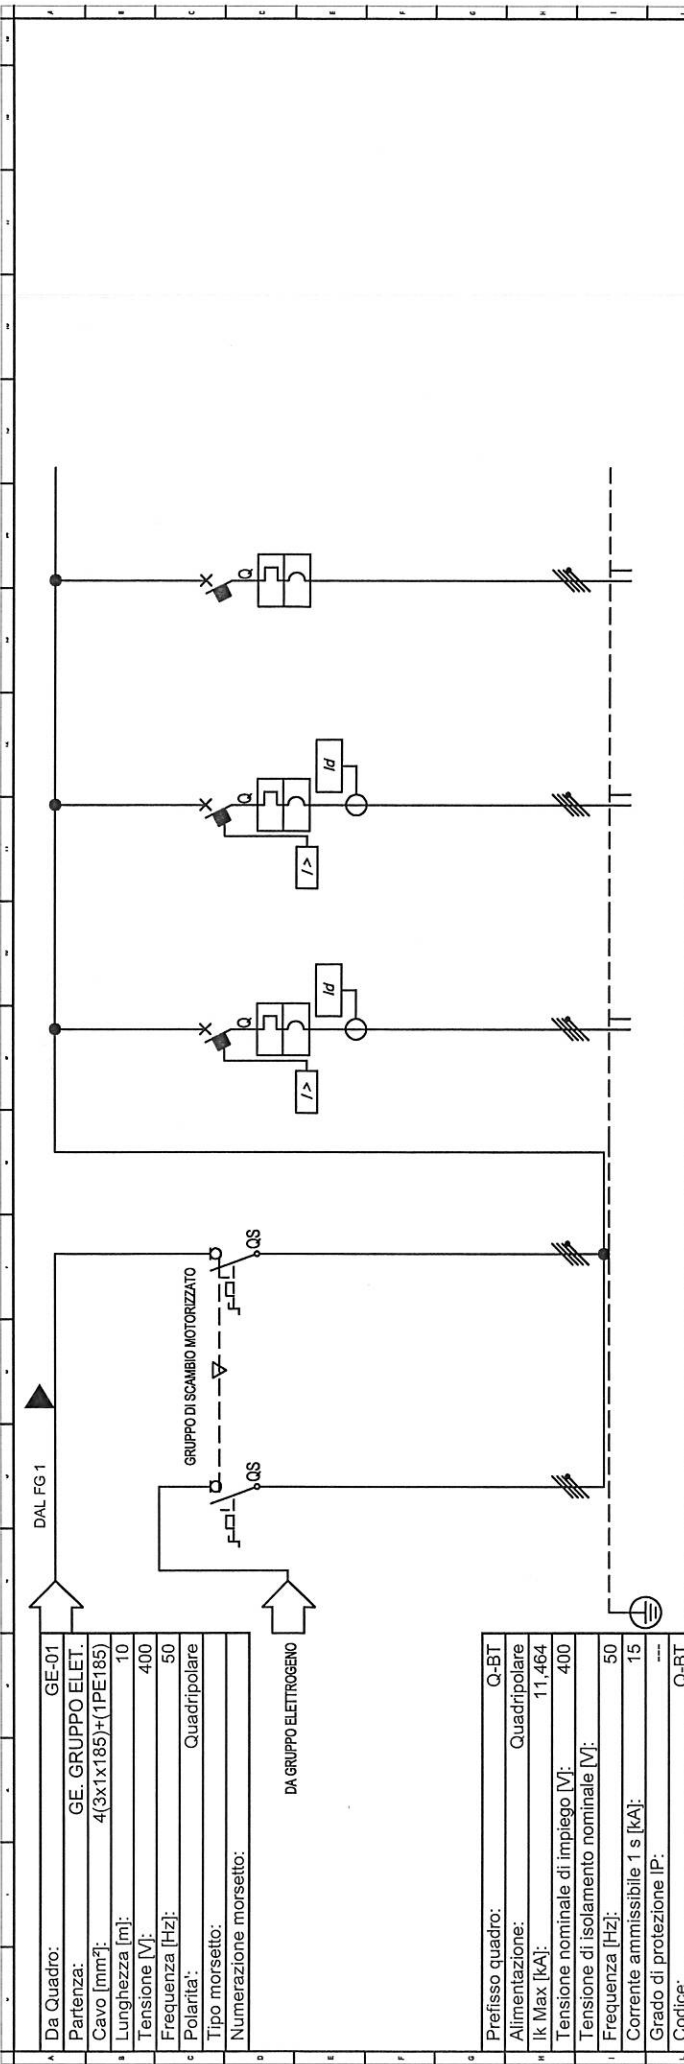 Da Quadro: GE-01
Partenza: GE. GRUPPO ELET.
Cavo [mm²]: 4(3x1x185)+(1PE185)
Lunghezza [m]: 10
Tensione [V]: 400
Frequenza [Hz]: 50
Polarita': Quadripolare
Tipo morsetto:
Numerazione morsetto:
DAL FG 1
DA GRUPPO ELETTROGENO
GRUPPO DI SCAMBIO MOTORIZZATO
QS
QS
Q
I>
Id
Q
I>
Id
Q
Prefisso quadro: Q-BT
Alimentazione: Quadripolare
Ik Max [kA]: 11,464
Tensione nominale di impiego [V]: 400
Tensione di isolamento nominale [V]:
Frequenza [Hz]: 50
Corrente ammissibile 1 s [kA]: 15
Grado di protezione IP: ---
Codice: Q-BT